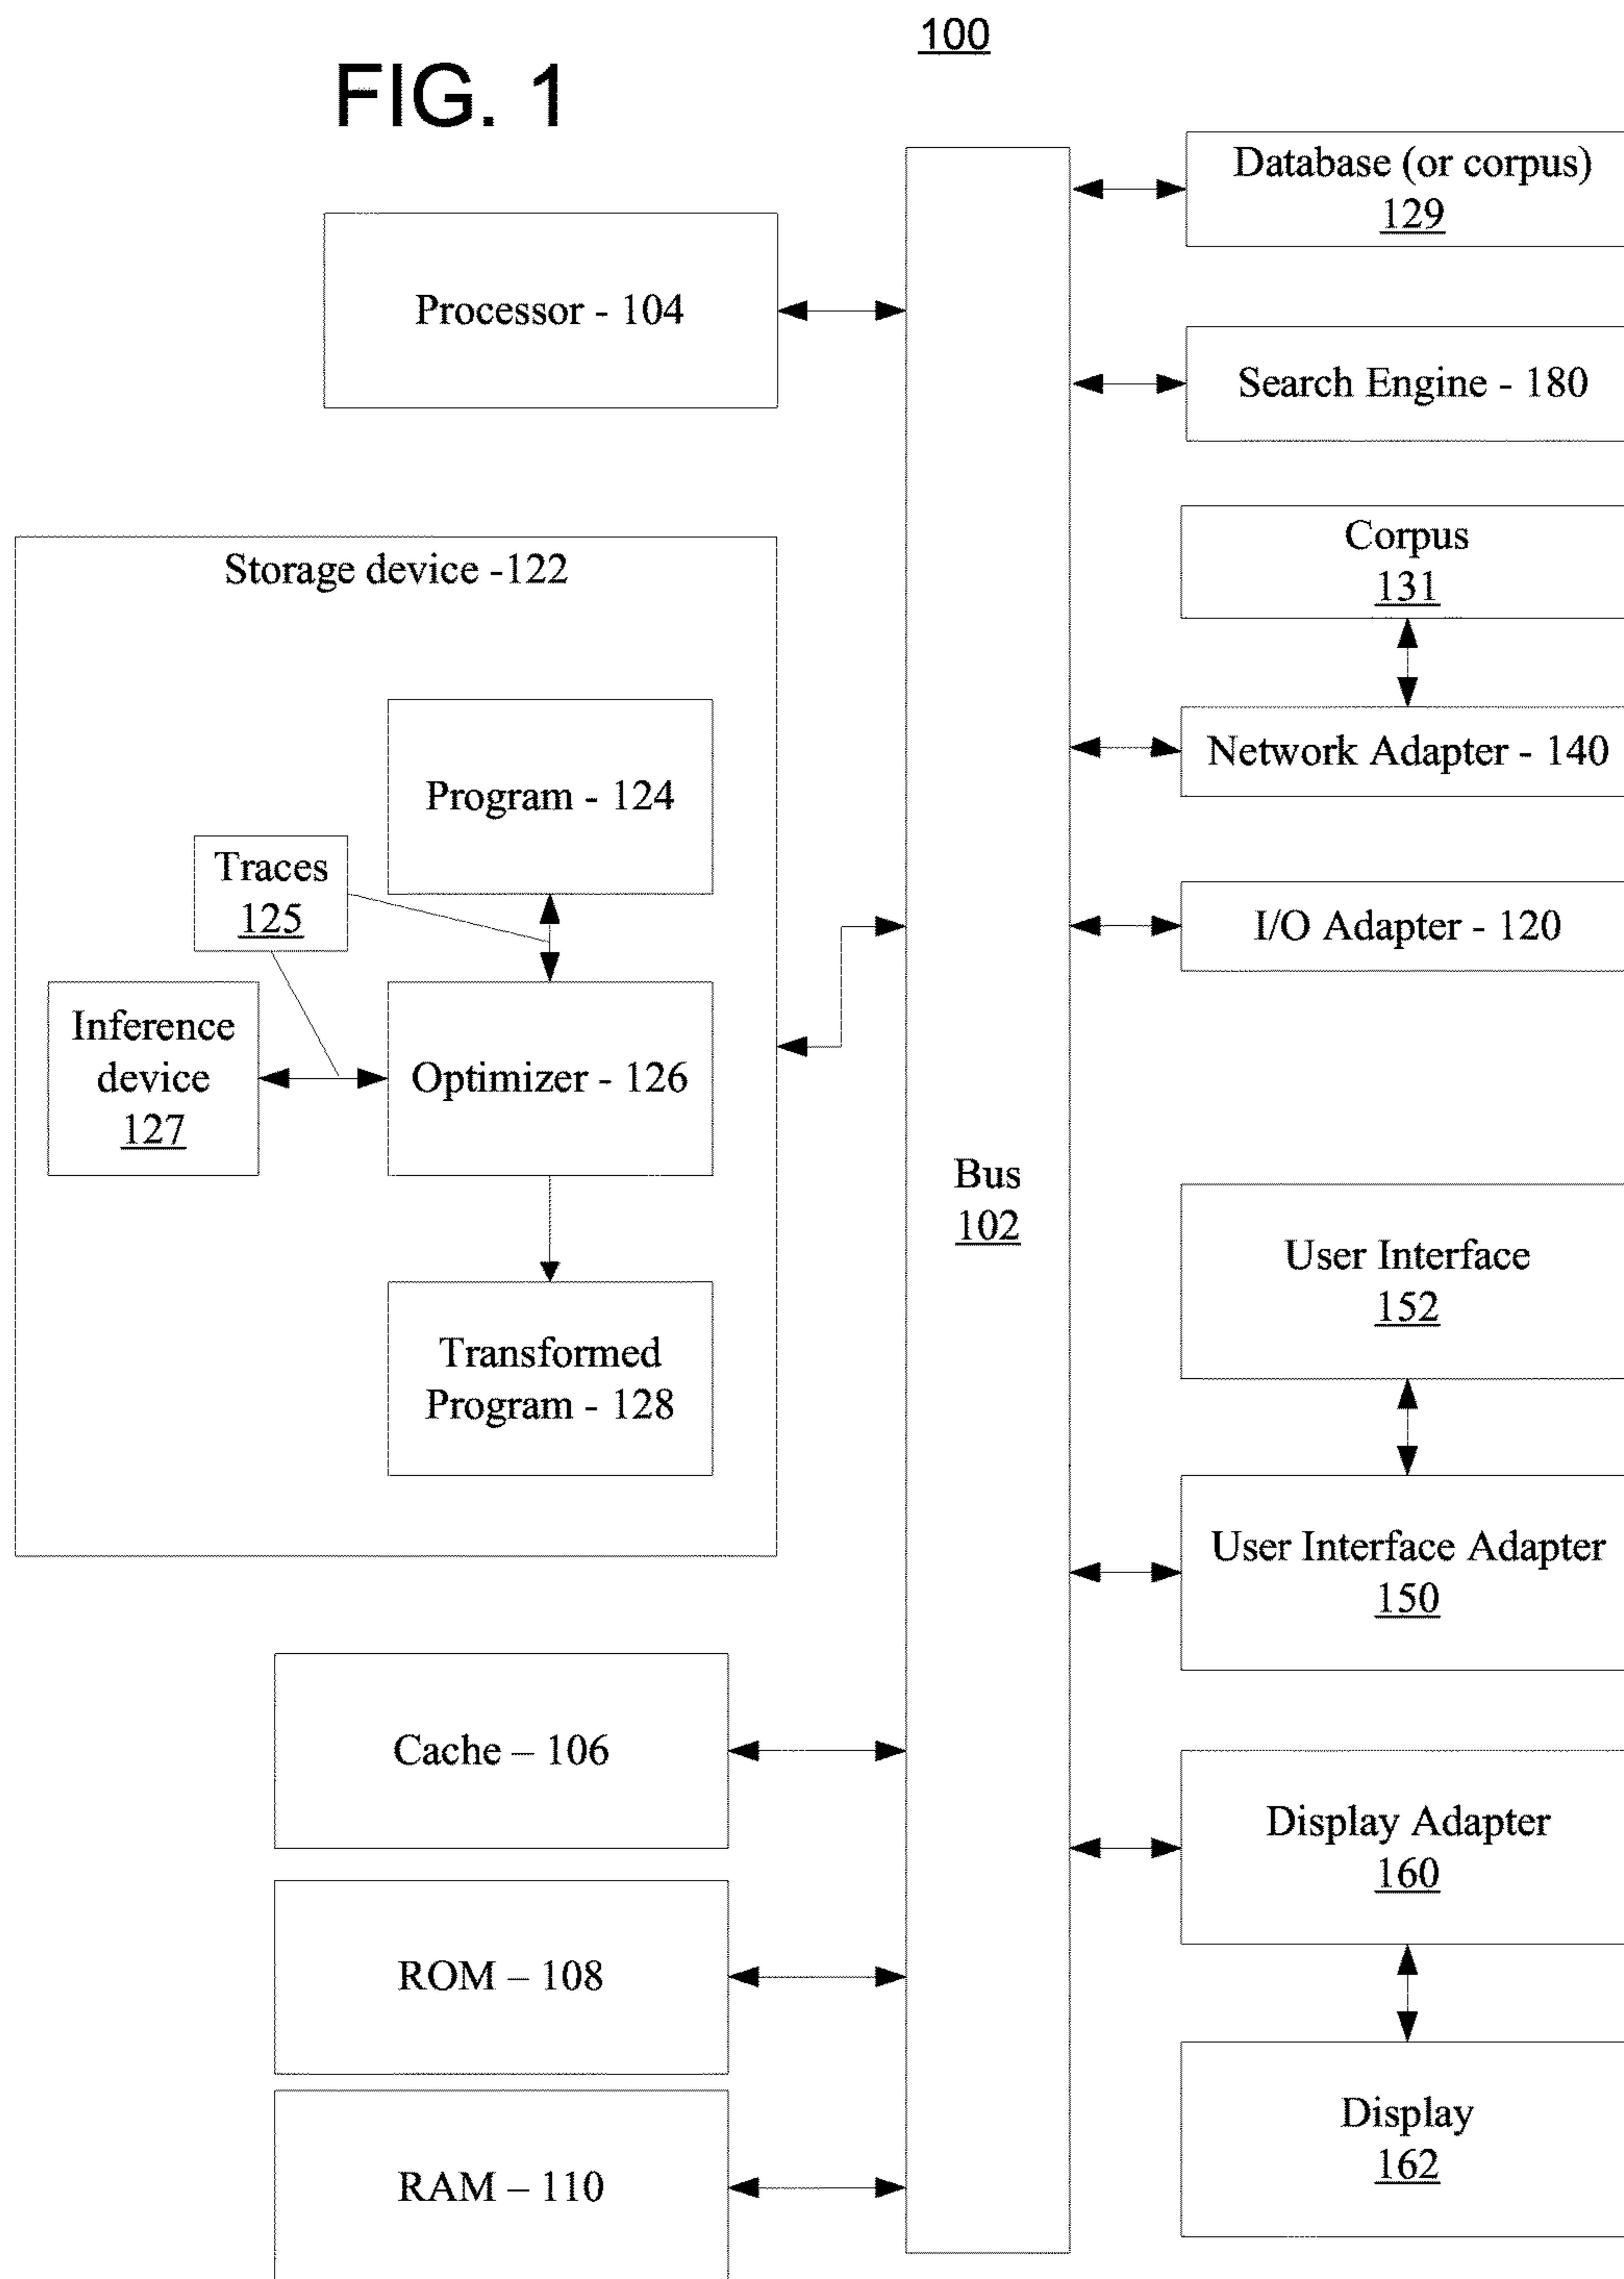 100
FIG. 1
Database (or corpus)
129
Processor - 104
Search Engine - 180
Corpus
131
Storage device -122
Network Adapter - 140
Program - 124
Traces
125
I/O Adapter - 120
Inference
device
127
Optimizer - 126
Bus
102
User Interface
152
Transformed
Program - 128
User Interface Adapter
150
Cache – 106
Display Adapter
160
ROM – 108
Display
162
RAM – 110